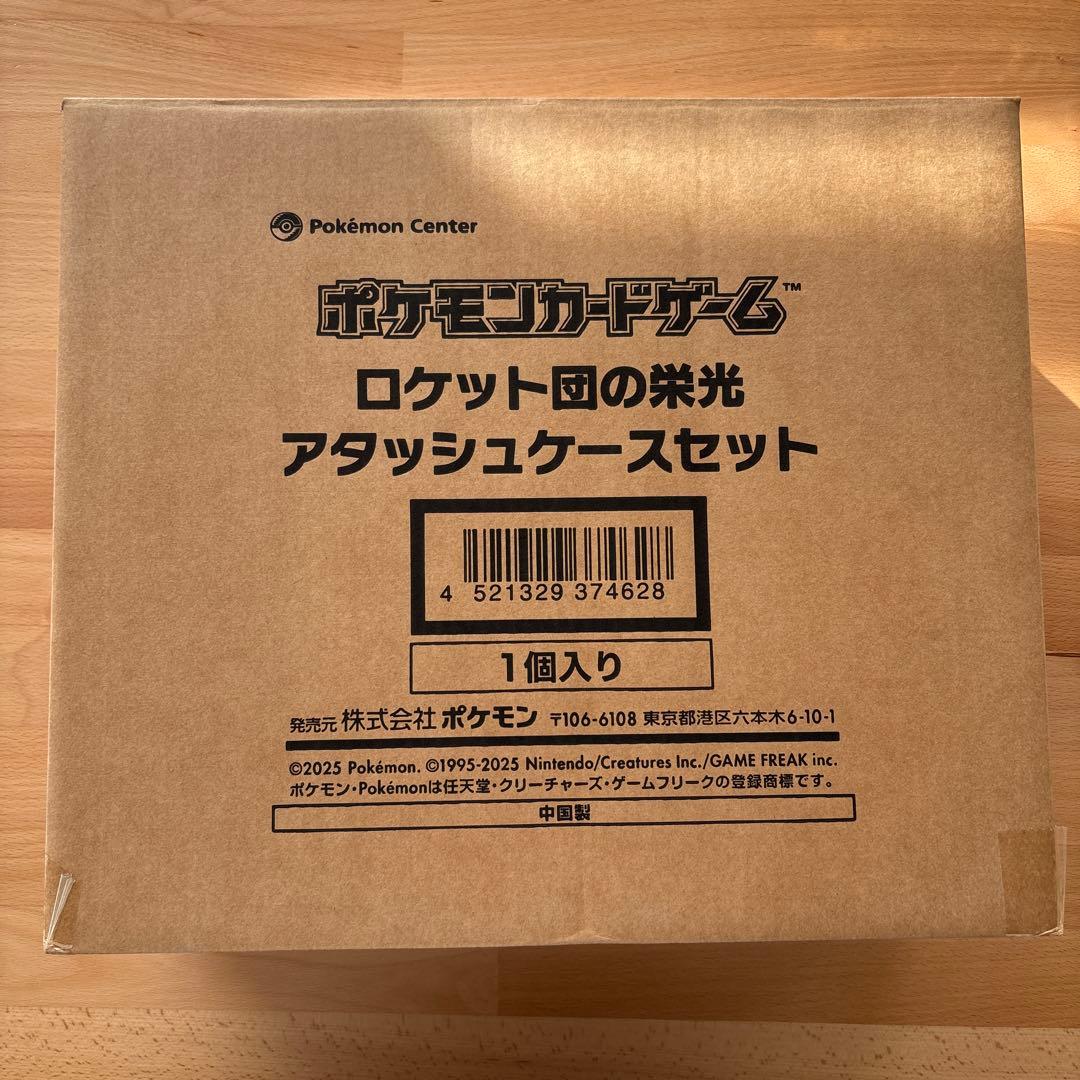 Pokémon Center
ポケモンカードゲーム™
ロケット団の栄光
アタッシュケースセット
4 521329 374628
1個入り
発売元 株式会社 ポケモン 〒106-6108 東京都港区六本木6-10-1
©2025 Pokémon. ©1995-2025 Nintendo/Creatures Inc./GAME FREAK inc.
ポケモン・Pokémonは任天堂・クリーチャーズ・ゲームフリークの登録商標です。
中国製